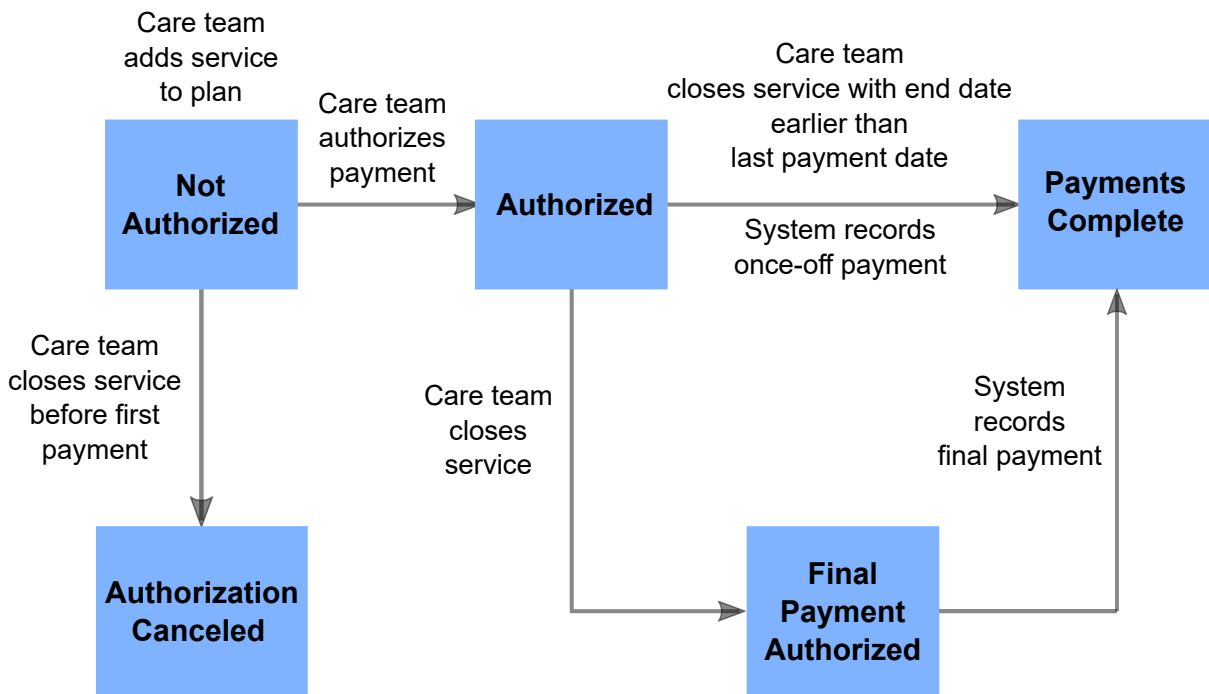 Care team
adds service
to plan
Care team
authorizes
payment
Care team
closes service with end date
earlier than
last payment date
Not
Authorized
Authorized
Payments
Complete
System records
once-off payment
Care team
closes service
before first
payment
Care team
closes
service
System
records
final payment
Authorization
Canceled
Final
Payment
Authorized